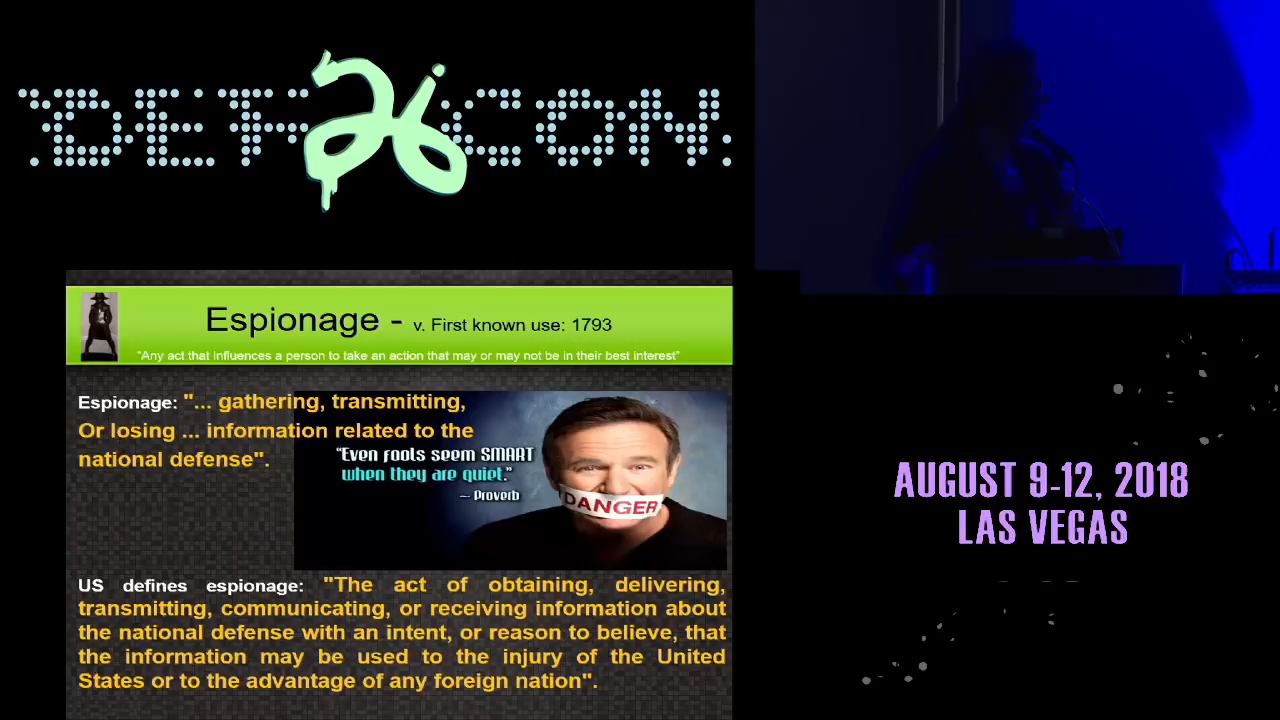 DEF 26 CON
Espionage - v. First known use: 1793
"Any act that Influences a person to take an action that may or may not be in their best interest"
Espionage: "... gathering, transmitting,
Or losing ... information related to the
national defense".
"Even fools seem SMART
when they are quiet."
~ Proverb
DANGER
US defines espionage: "The act of obtaining, delivering,
transmitting, communicating, or receiving information about
the national defense with an intent, or reason to believe, that
the information may be used to the injury of the United
States or to the advantage of any foreign nation".
AUGUST 9-12, 2018
LAS VEGAS